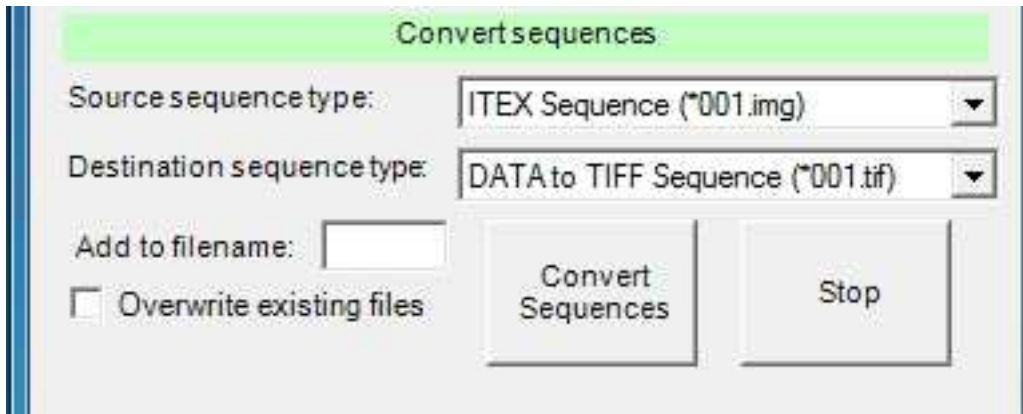 Convert sequences
Source sequence type:
ITEX Sequence (*001.img)
Destination sequence type:
DATA to TIFF Sequence (*001.tif)
Add to filename:
Overwrite existing files
Convert
Sequences
Stop